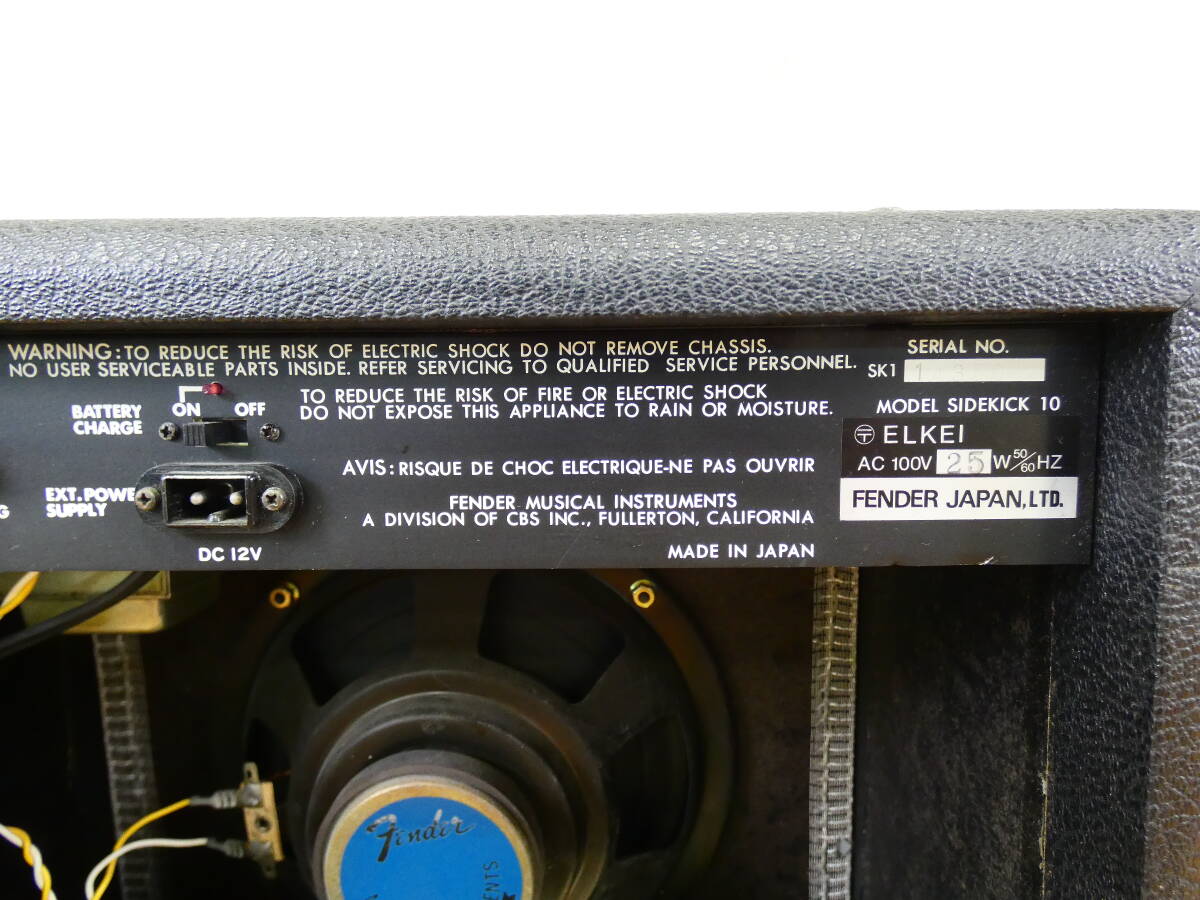 WARNING: TO REDUCE THE RISK OF ELECTRIC SHOCK DO NOT REMOVE CHASSIS.
NO USER SERVICEABLE PARTS INSIDE. REFER SERVICING TO QUALIFIED SERVICE PERSONNEL.
BATTERY
CHARGE
ON OFF
TO REDUCE THE RISK OF FIRE OR ELECTRIC SHOCK
DO NOT EXPOSE THIS APPLIANCE TO RAIN OR MOISTURE.
EXT. POWER
SUPPLY
DC 12V
AVIS: RISQUE DE CHOC ELECTRIQUE-NE PAS OUVRIR
FENDER MUSICAL INSTRUMENTS
A DIVISION OF CBS INC., FULLERTON, CALIFORNIA
MADE IN JAPAN
SERIAL NO.
SK1
MODEL SIDEKICK 10
〒 ELKEI
AC 100V 25 W 50/60 HZ
FENDER JAPAN, LTD.
Fender